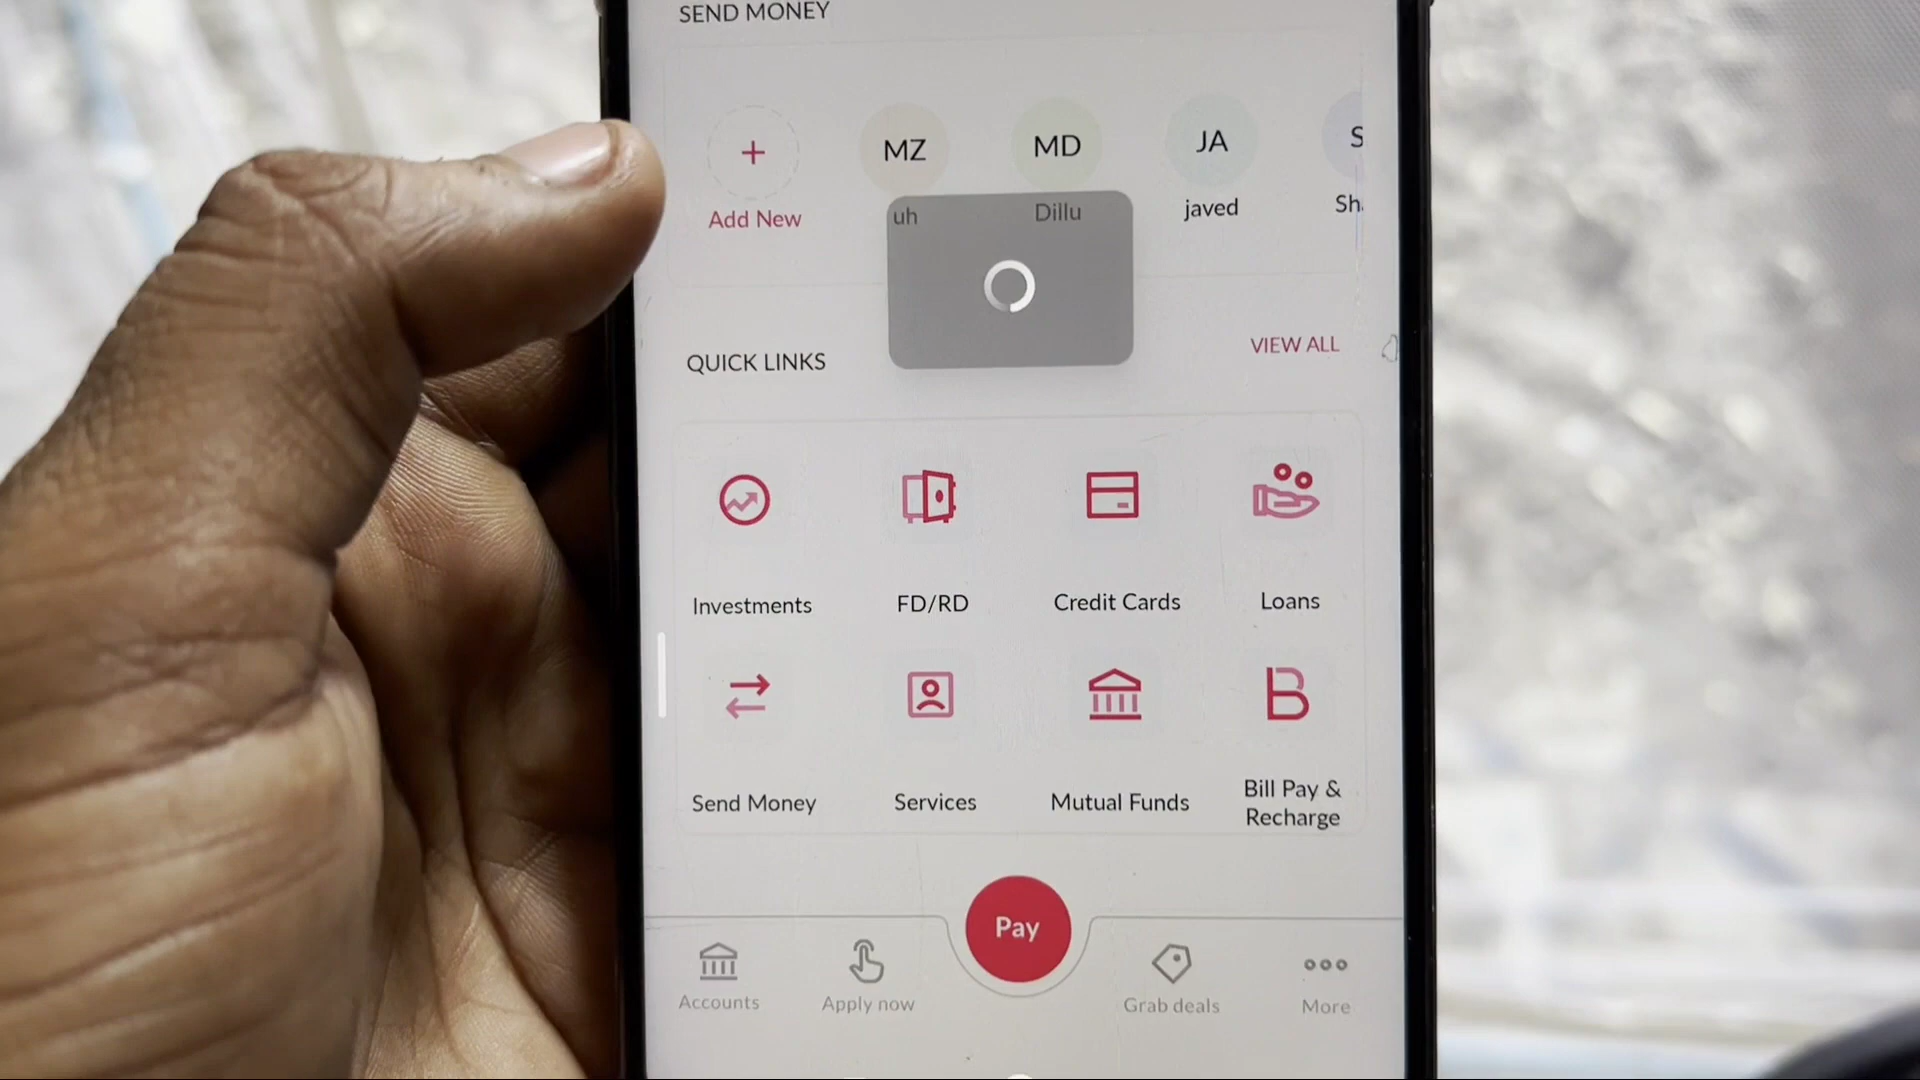 SEND MONEY
+ MZ MD JA S
Add New uh Dillu javed Sh
QUICK LINKS VIEW ALL
Investments FD/RD Credit Cards Loans
Send Money Services Mutual Funds Bill Pay &
Recharge
Pay
Accounts Apply now Grab deals More